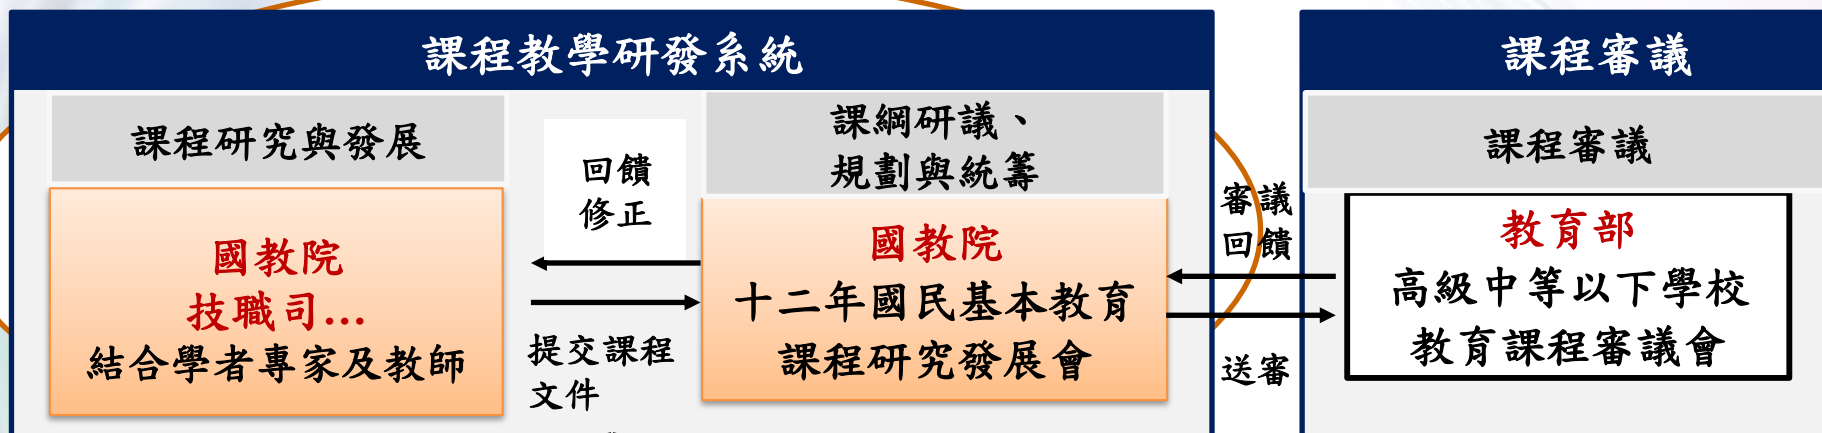 課程教學研發系統
課程研究與發展
國教院
技職司...
結合學者專家及教師
回饋
修正
提交課程
文件
課綱研議、
規劃與統籌
國教院
十二年國民基本教育
課程研究發展會
審議
回饋
送審
課程審議
課程審議
教育部
高級中等以下學校
教育課程審議會